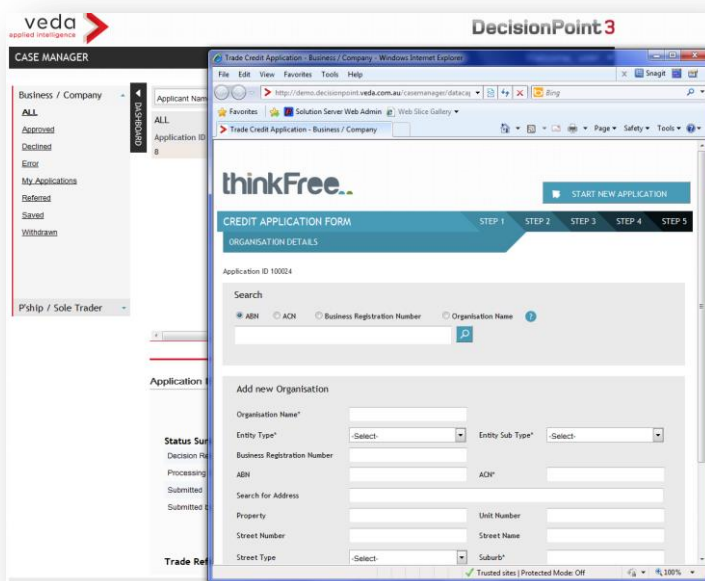 veda
applied intelligence
DecisionPoint 3
CASE MANAGER
Business / Company
ALL
Approved
Declined
Error
My Applications
Referred
Saved
Withdrawn
P'ship / Sole Trader
DASHBOARD
Applicant Name
ALL
Application ID
8
Application
Status Sum
Decision Re
Processing
Submitted
Submitted b
Trade Ref
Trade Credit Application - Business / Company - Windows Internet Explorer
File Edit View Favorites Tools Help
x Snagit
http://demo.decisionpoint.veda.com.au/casemanager/datacap
Bing
Favorites Solution Server Web Admin Web Slice Gallery
Trade Credit Application - Business / Company
Page Safety Tools
thinkFree..
START NEW APPLICATION
CREDIT APPLICATION FORM STEP 1 STEP 2 STEP 3 STEP 4 STEP 5
ORGANISATION DETAILS
Application ID 100024
Search
ABN ACN Business Registration Number Organisation Name ?
Add new Organisation
Organisation Name*
Entity Type* -Select- Entity Sub Type* -Select-
Business Registration Number
ABN ACN*
Search for Address
Property Unit Number
Street Number Street Name
Street Type -Select- Suburb*
Trusted sites | Protected Mode: Off 100%